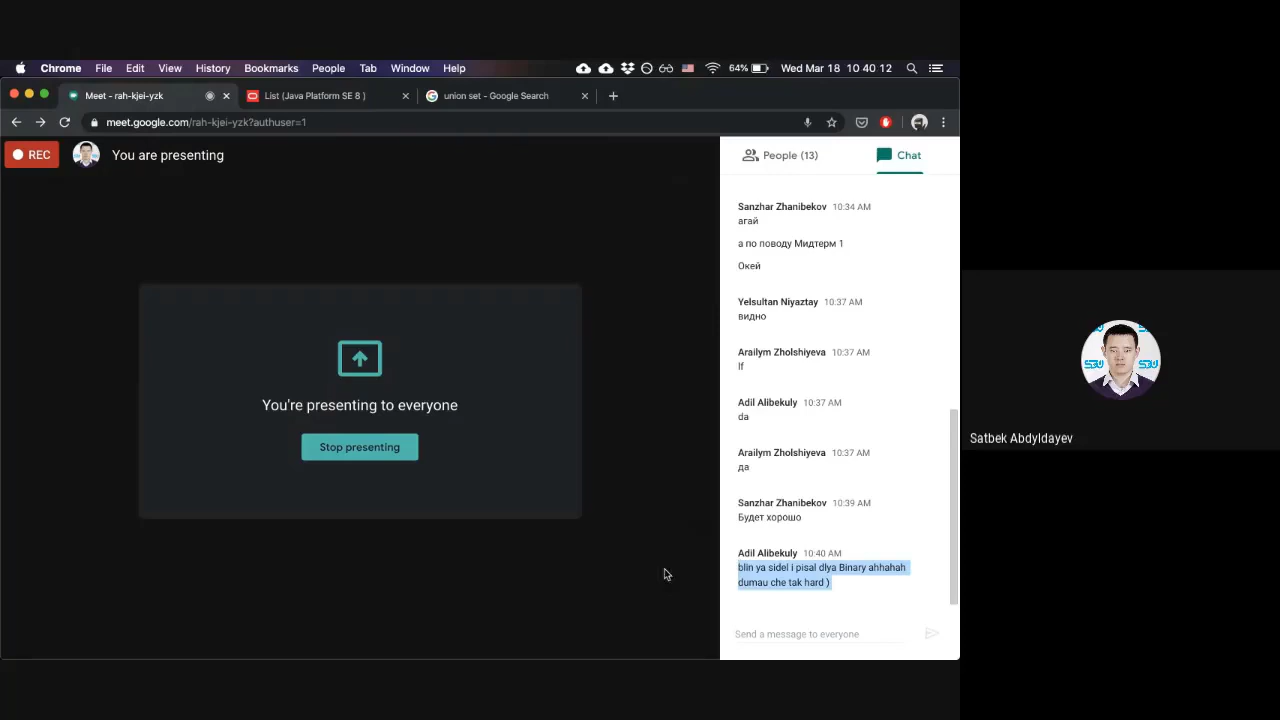 Chrome File Edit View History Bookmarks People Tab Window Help 64% Wed Mar 18 10 40 12
Meet - rah-kjei-yzk List (Java Platform SE 8 ) union set - Google Search
meet.google.com/rah-kjei-yzk?authuser=1
REC You are presenting
People (13) Chat
Sanzhar Zhanibekov 10:34 AM
агай
а по поводу Мидтерм 1
Окей
Yelsultan Niyaztay 10:37 AM
видно
Arailym Zholshiyeva 10:37 AM
lf
Adil Alibekuly 10:37 AM
da
Arailym Zholshiyeva 10:37 AM
да
Sanzhar Zhanibekov 10:39 AM
Будет хорошо
Adil Alibekuly 10:40 AM
blin ya sidel i pisal dlya Binary ahhahah
dumau che tak hard )
Send a message to everyone
You're presenting to everyone
Stop presenting
SDU SDU
Satbek Abdyldayev